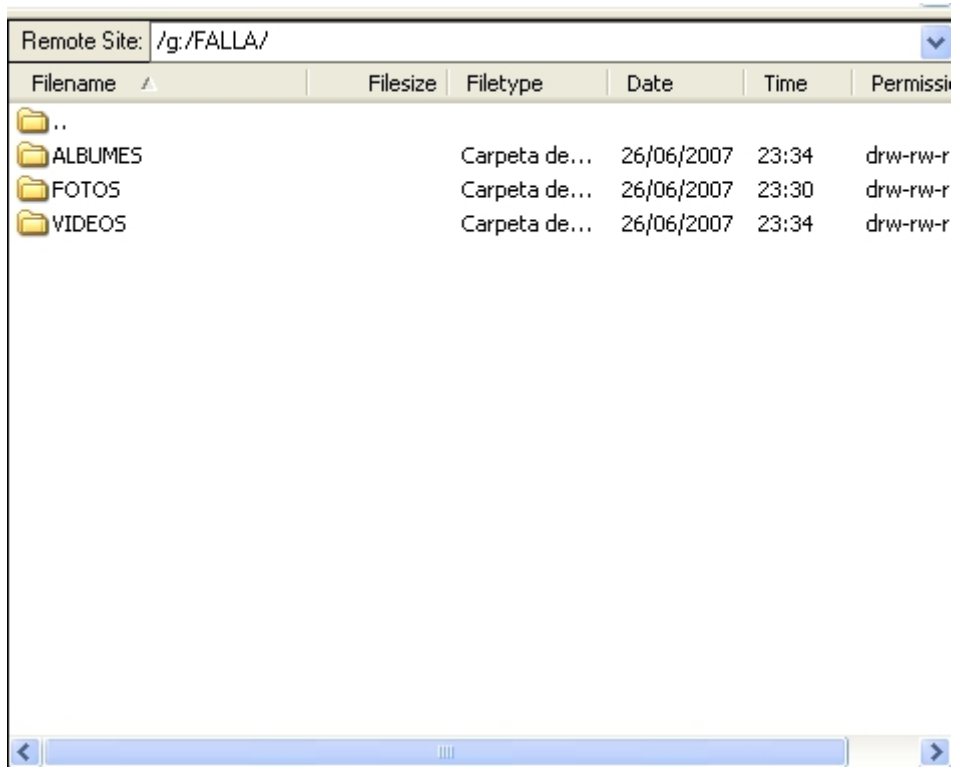 Remote Site: /g:/FALLA/
Filename Filesize Filetype Date Time Permissi
..
ALBUMES Carpeta de... 26/06/2007 23:34 drw-rw-r
FOTOS Carpeta de... 26/06/2007 23:30 drw-rw-r
VIDEOS Carpeta de... 26/06/2007 23:34 drw-rw-r